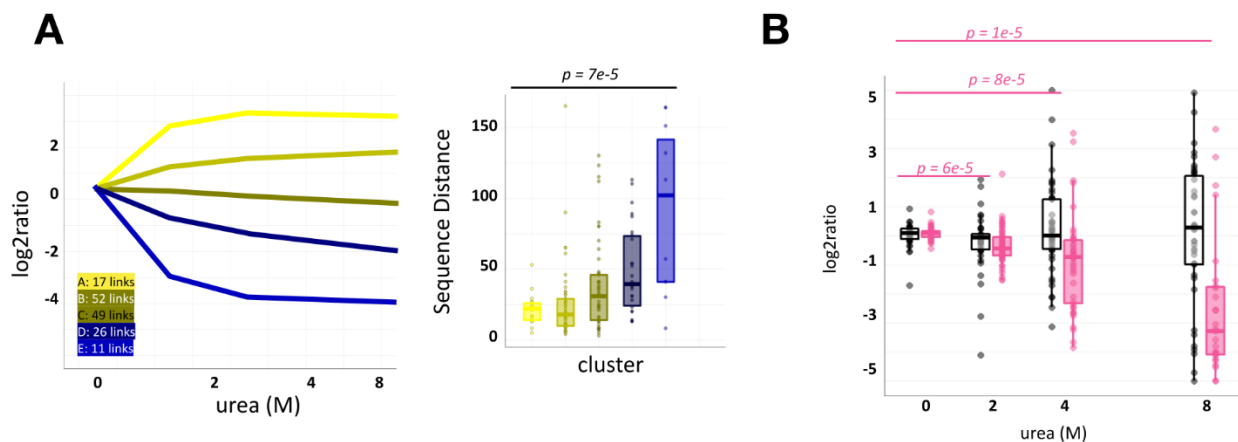 A
log2ratio
2
0
-2
-4
A: 17 links
B: 52 links
C: 49 links
D: 26 links
E: 11 links
0 2 4 8
urea (M)
p = 7e-5
Sequence Distance
150
100
50
0
cluster
B
p = 1e-5
p = 8e-5
p = 6e-5
log2ratio
5
3
1
-1
-3
-5
0 2 4 8
urea (M)